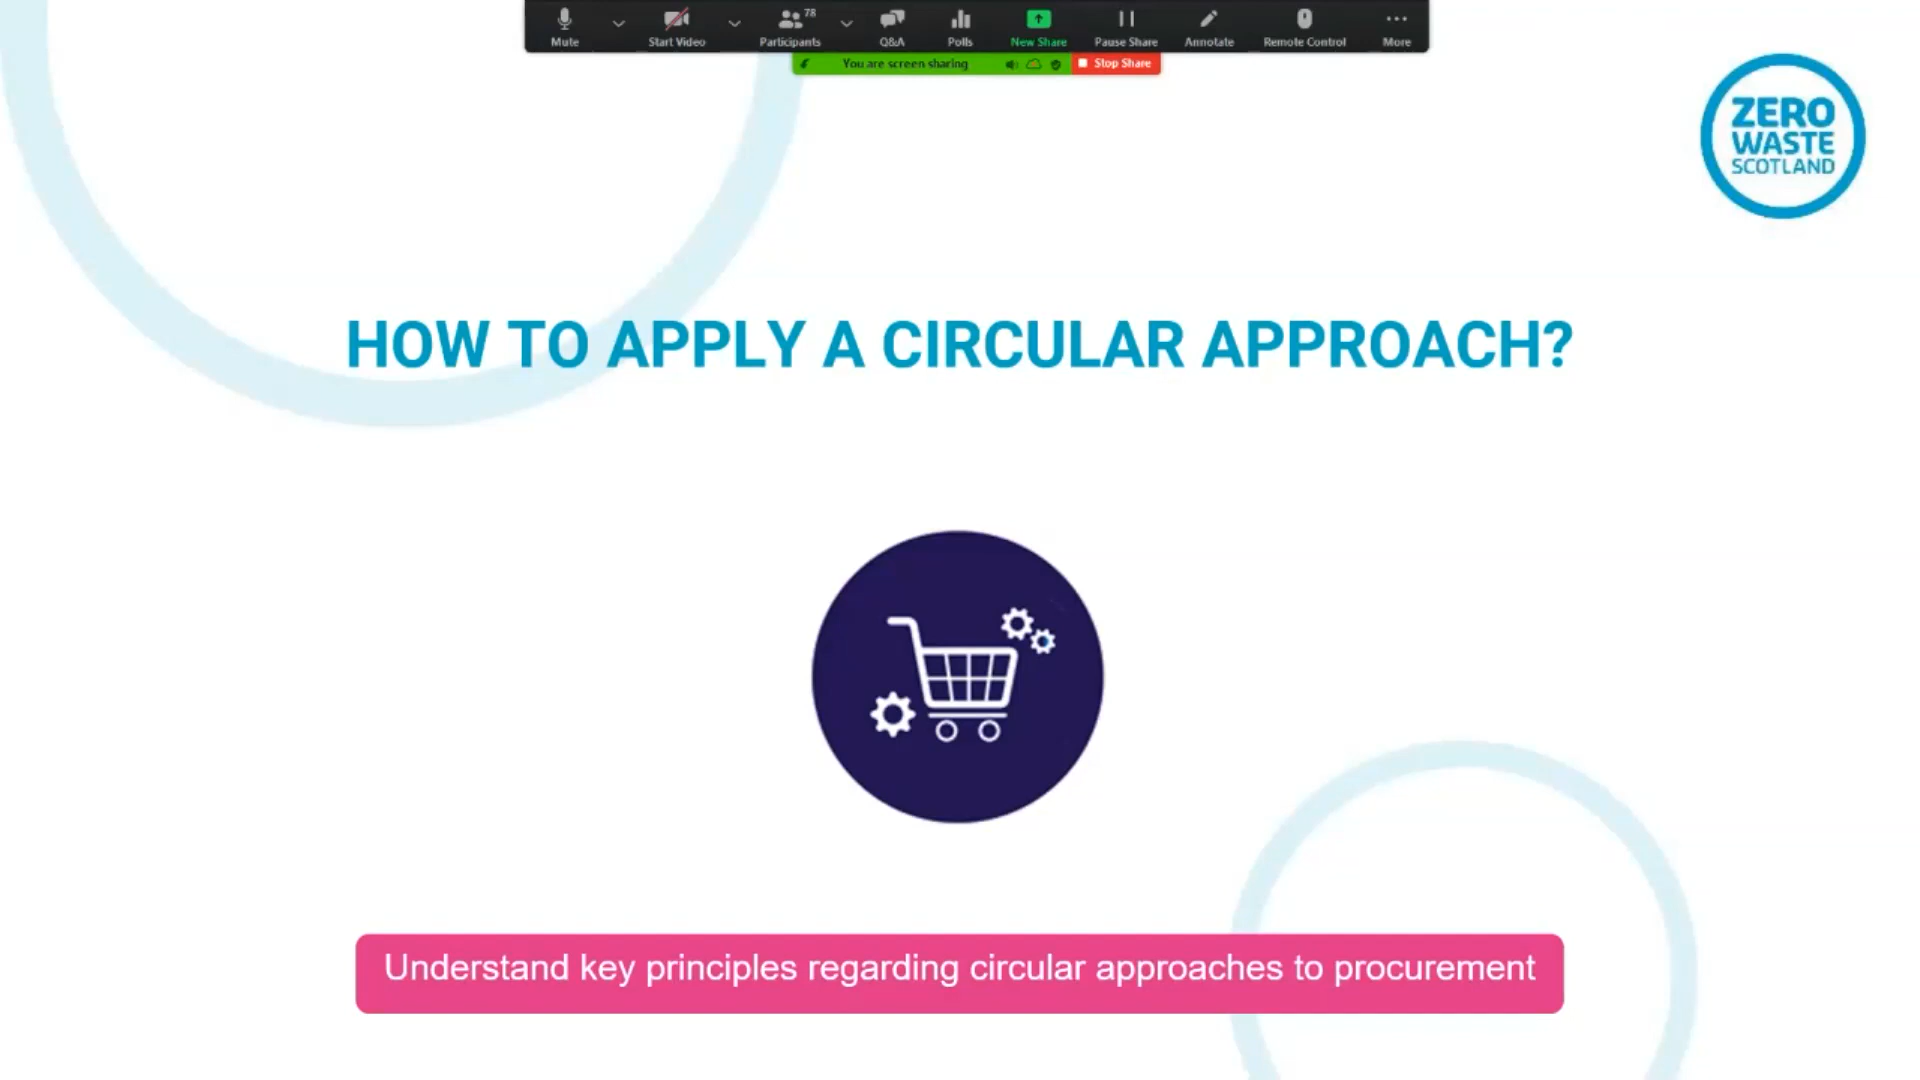 78
Mute
Start Video
Participants
Q&A
Polls
New Share
Pause Share
Annotate
Remote Control
More
You are screen sharing
Stop Share
ZERO
WASTE
SCOTLAND
HOW TO APPLY A CIRCULAR APPROACH?
Understand key principles regarding circular approaches to procurement